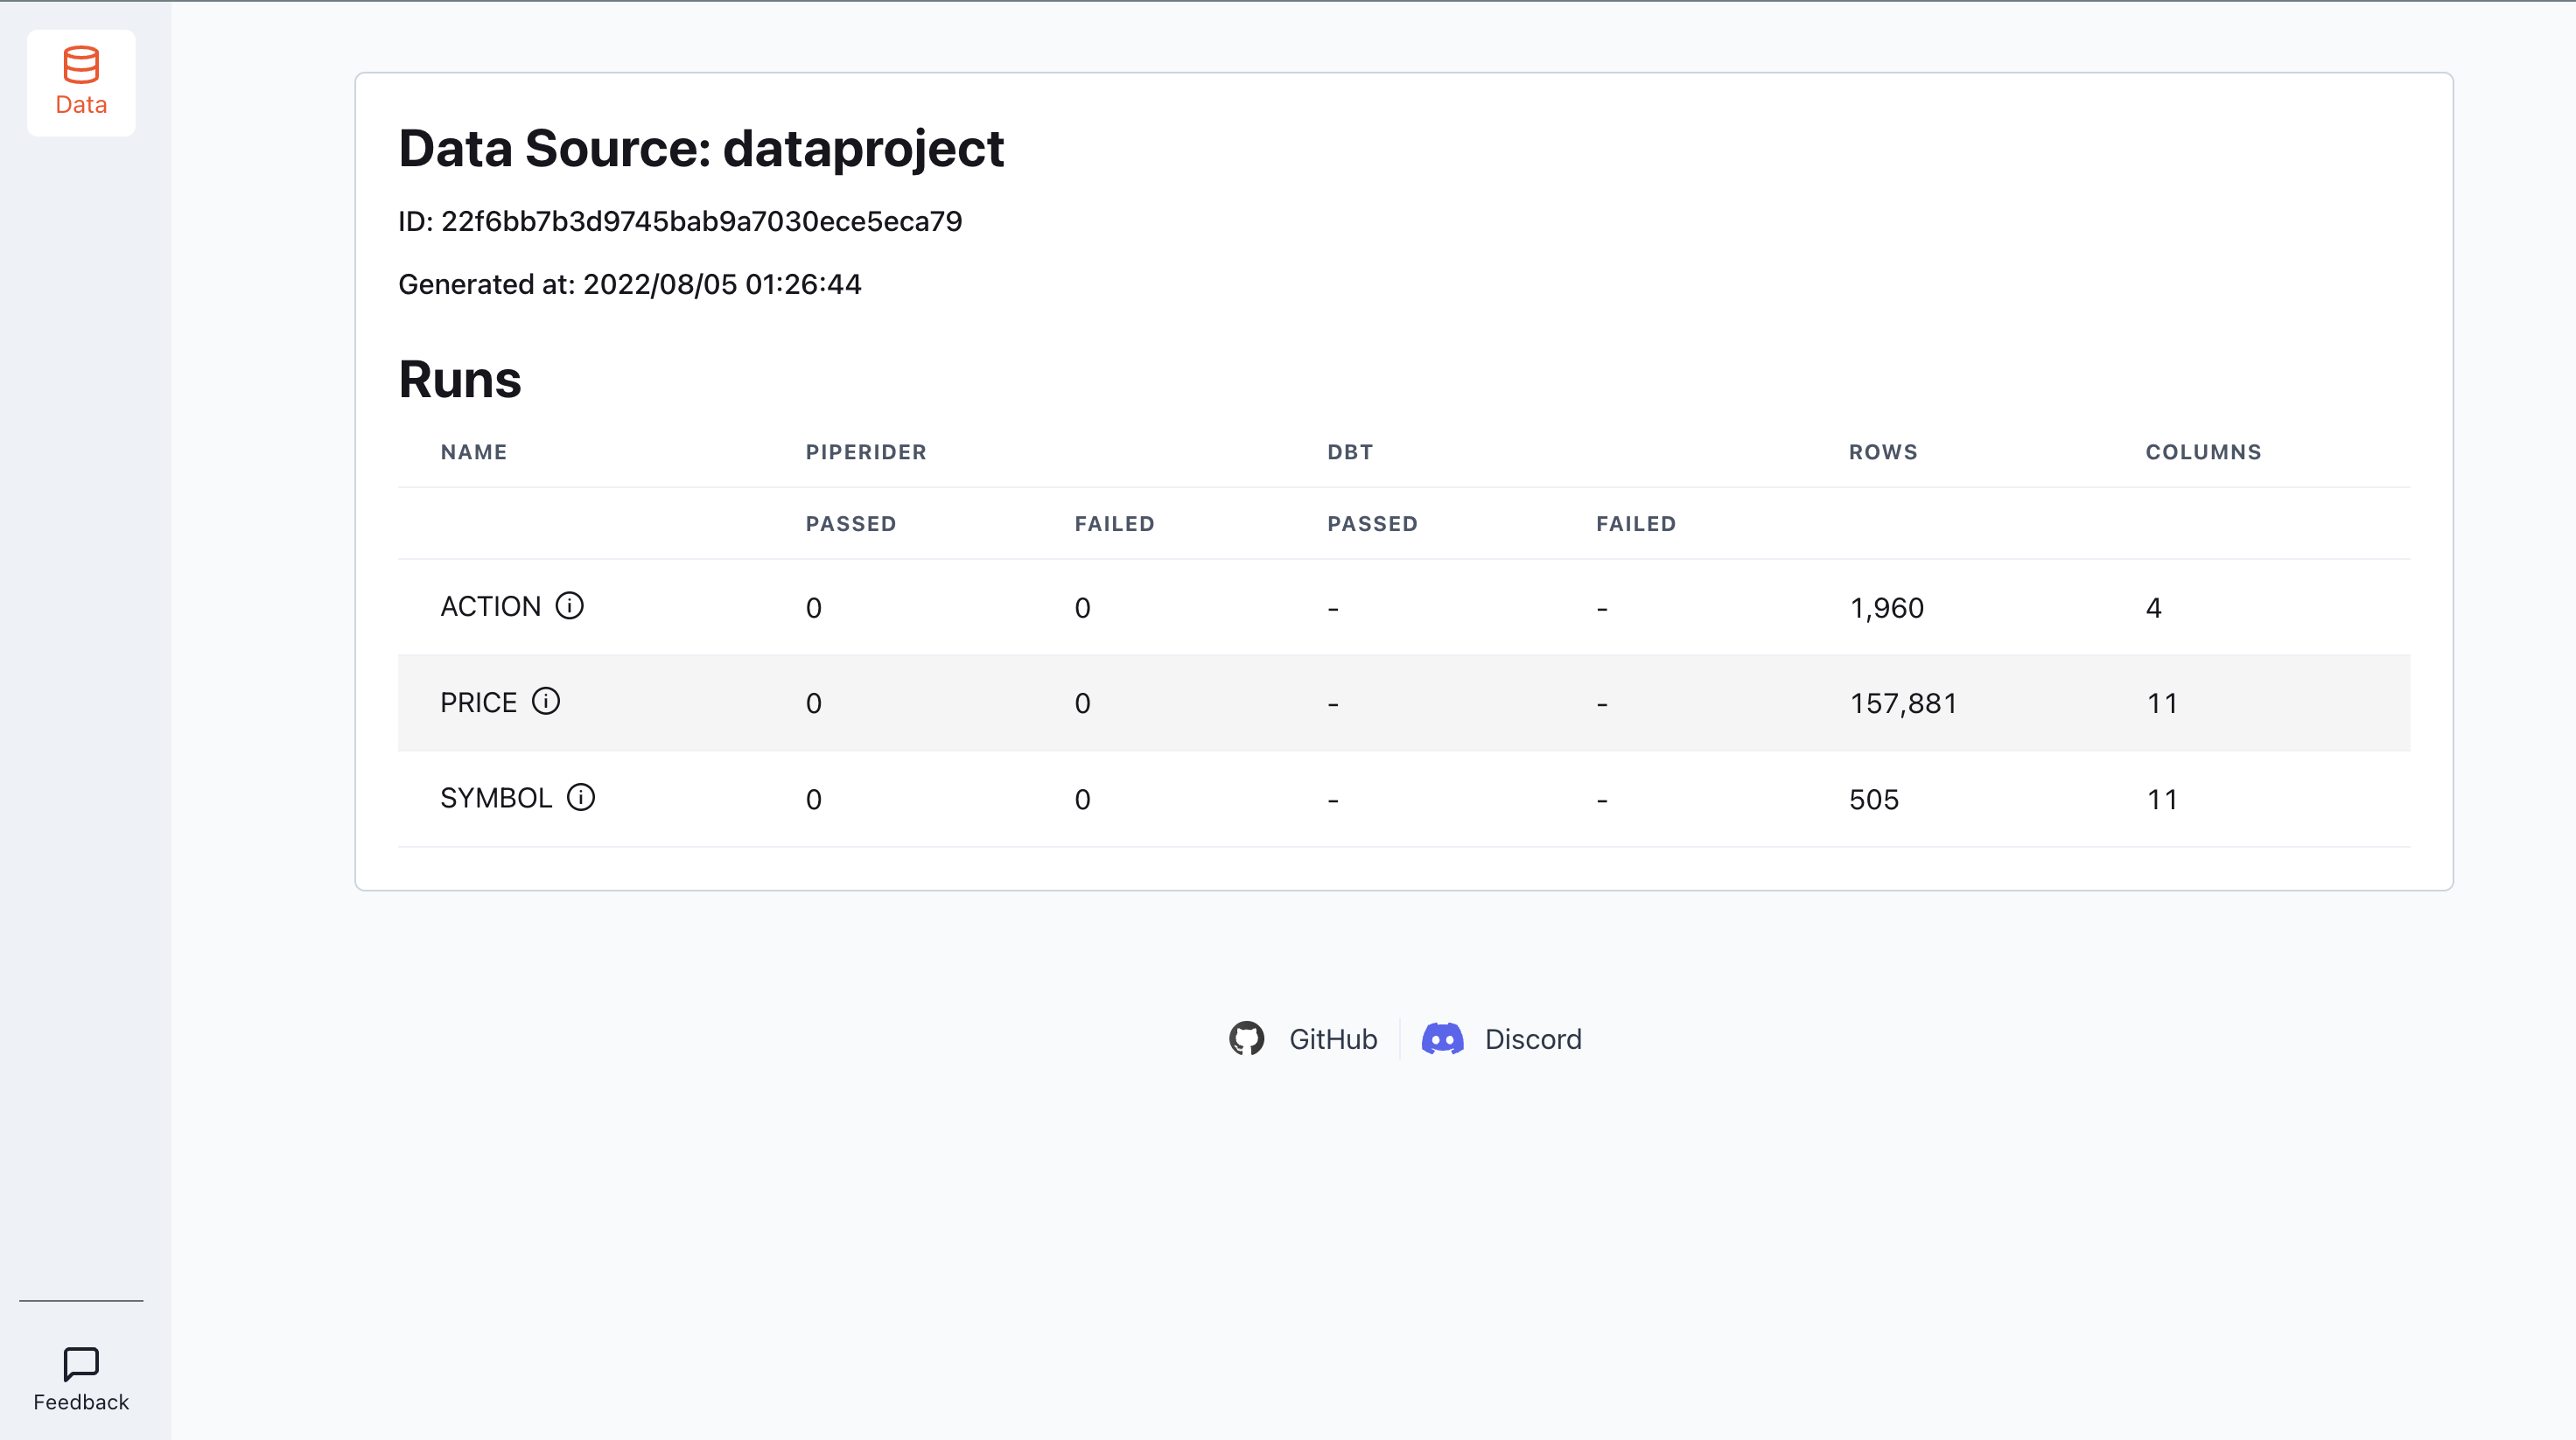 Data
Data Source: dataproject
ID: 22f6bb7b3d9745bab9a7030ece5eca79
Generated at: 2022/08/05 01:26:44
Runs
NAME PIPERIDER DBT ROWS COLUMNS
PASSED FAILED PASSED FAILED
ACTION 0 0 - - 1,960 4
PRICE 0 0 - - 157,881 11
SYMBOL 0 0 - - 505 11
GitHub Discord
Feedback